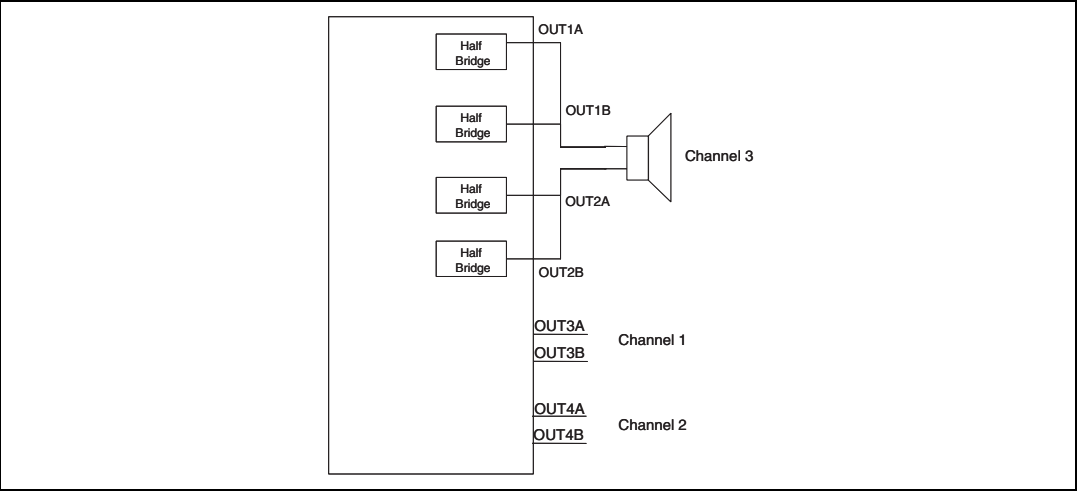 OUT1A
Half
Bridge
OUT1B
Half
Bridge
Channel 3
Half
Bridge
OUT2A
Half
Bridge
OUT2B
OUT3A
Channel 1
OUT3B
OUT4A
Channel 2
OUT4B